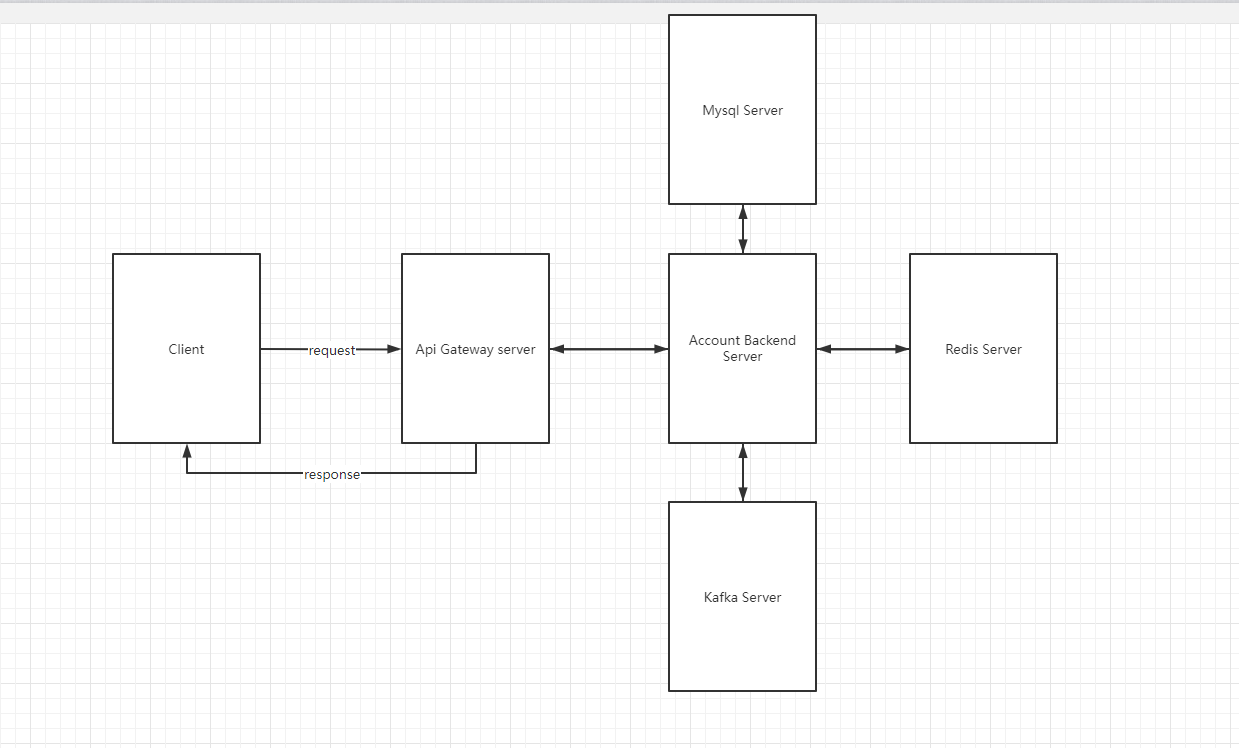 Mysql Server
Client
request
Api Gateway server
Account Backend
Server
Redis Server
response
Kafka Server